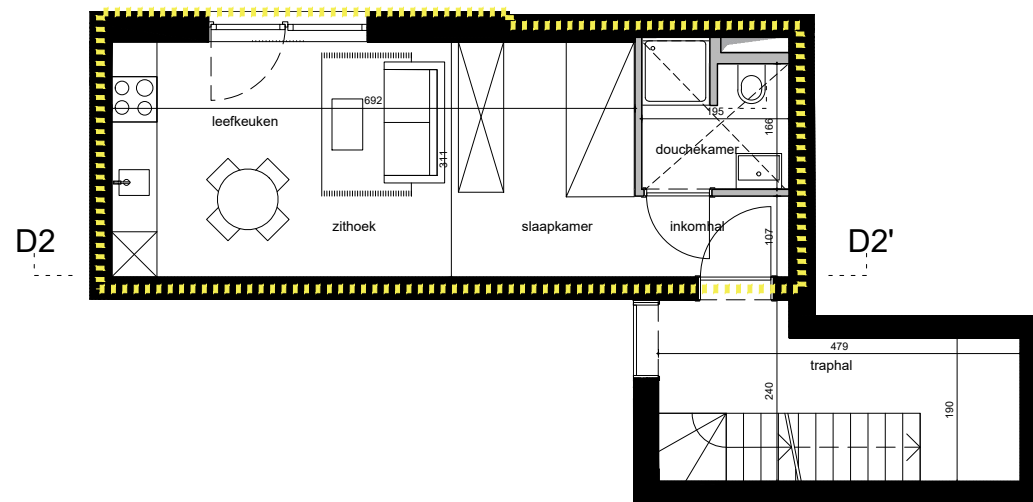 692
leefkeuken
195
166
311
douchekamer
zithoek
slaapkamer
inkomhal
107
D2
D2'
479
traphal
240
190